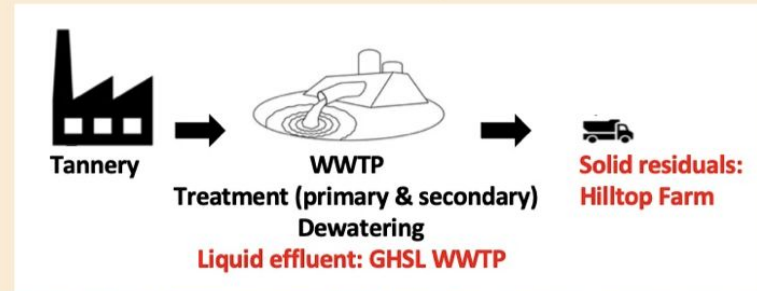 Tannery
WWTP
Treatment (primary & secondary)
Dewatering
Liquid effluent: GHSL WWTP
Solid residuals:
Hilltop Farm